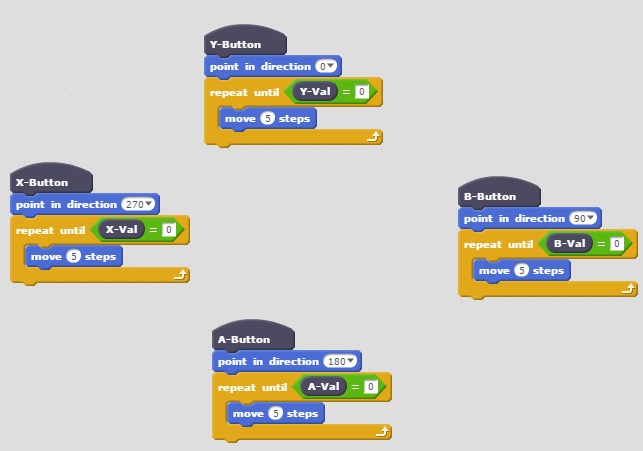 Y-Button
point in direction 0
repeat until Y-Val = 0
move 5 steps
X-Button
point in direction 270
repeat until X-Val = 0
move 5 steps
B-Button
point in direction 90
repeat until B-Val = 0
move 5 steps
A-Button
point in direction 180
repeat until A-Val = 0
move 5 steps